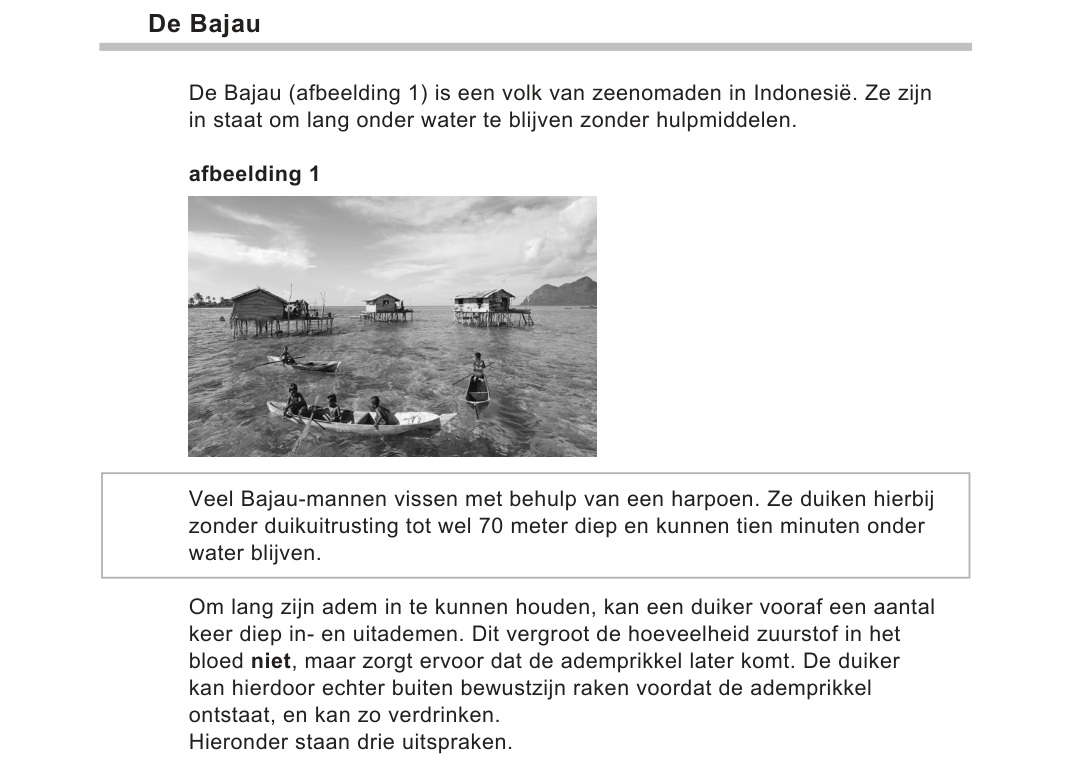 De Bajau
De Bajau (afbeelding 1) is een volk van zeenomaden in Indonesië. Ze zijn
in staat om lang onder water te blijven zonder hulpmiddelen.
afbeelding 1
Veel Bajau-mannen vissen met behulp van een harpoen. Ze duiken hierbij
zonder duikuitrusting tot wel 70 meter diep en kunnen tien minuten onder
water blijven.
Om lang zijn adem in te kunnen houden, kan een duiker vooraf een aantal
keer diep in- en uitademen. Dit vergroot de hoeveelheid zuurstof in het
bloed niet, maar zorgt ervoor dat de ademprikkel later komt. De duiker
kan hierdoor echter buiten bewustzijn raken voordat de ademprikkel
ontstaat, en kan zo verdrinken.
Hieronder staan drie uitspraken.